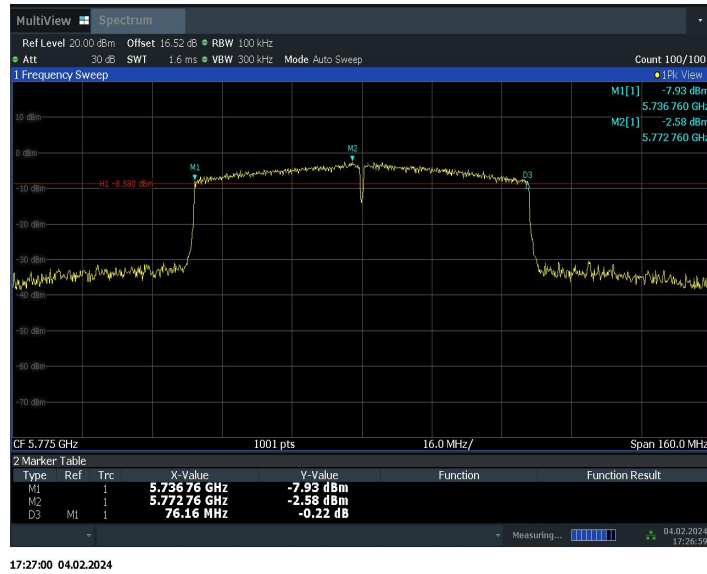 MultiView Spectrum
Ref Level 20.00 dBm Offset 16.52 dB RBW 100 kHz
Att 30 dB SWT 1.6 ms VBW 300 kHz Mode Auto Sweep Count 100/100
1 Frequency Sweep 1Pk View
M1[1] -7.93 dBm
5.736 760 GHz
M2[1] -2.58 dBm
5.772 760 GHz
10 dBm
0 dBm
M2
M1
D3
H1 -8.580 dBm
-10 dBm
-20 dBm
-30 dBm
-40 dBm
-50 dBm
-60 dBm
-70 dBm
CF 5.775 GHz 1001 pts 16.0 MHz/ Span 160.0 MHz
2 Marker Table
Type Ref Trc X-Value Y-Value Function Function Result
M1 1 5.736 76 GHz -7.93 dBm
M2 1 5.772 76 GHz -2.58 dBm
D3 M1 1 76.16 MHz -0.22 dB
Measuring... 04.02.2024
17:26:59
17:27:00 04.02.2024